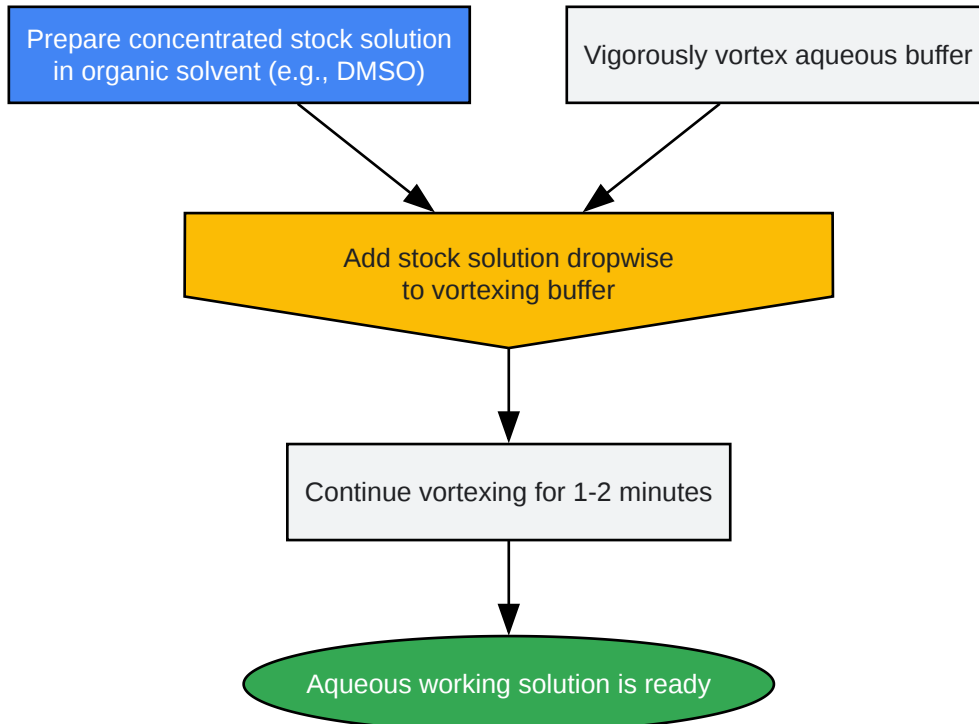 Prepare concentrated stock solution
in organic solvent (e.g., DMSO)
Vigorously vortex aqueous buffer
Add stock solution dropwise
to vortexing buffer
Continue vortexing for 1-2 minutes
Aqueous working solution is ready